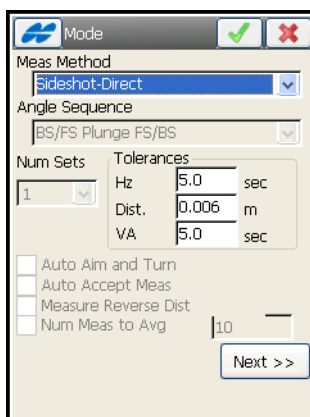 Mode
Meas Method
Sideshot-Direct
Angle Sequence
BS/FS Plunge FS/BS
Num Sets
Tolerances
1
Hz 5.0 sec
Dist. 0.006 m
VA 5.0 sec
Auto Aim and Turn
Auto Accept Meas
Measure Reverse Dist
Num Meas to Avg 10
Next >>